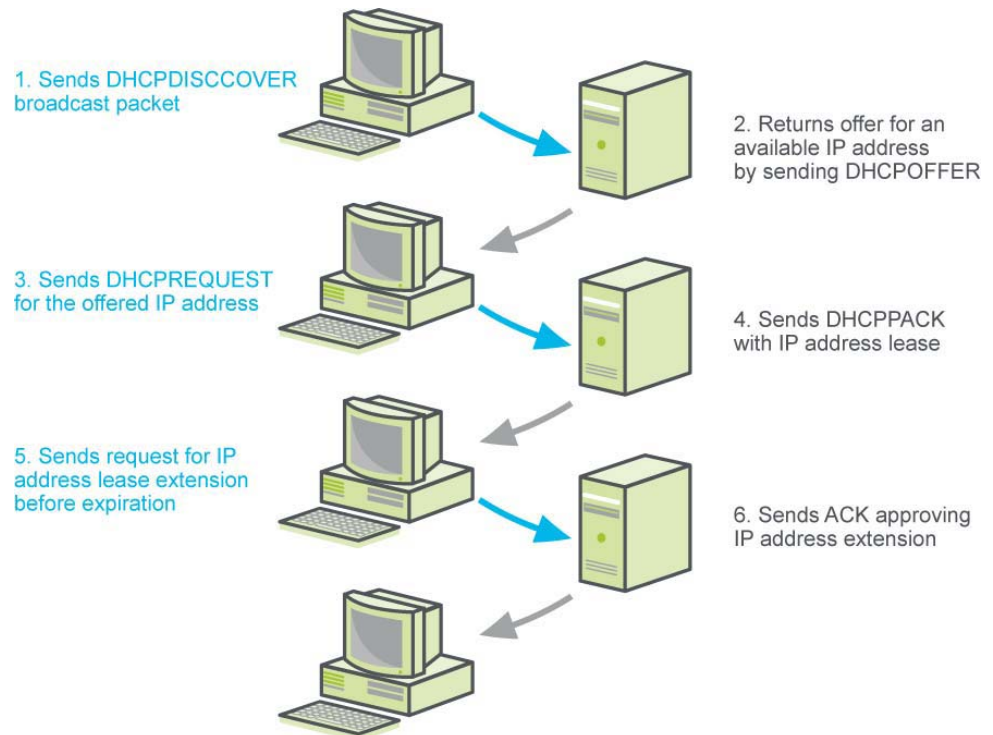 1. Sends DHCPDISCCOVER
broadcast packet
2. Returns offer for an
available IP address
by sending DHCPOFFER
3. Sends DHCPREQUEST
for the offered IP address
4. Sends DHCPPACK
with IP address lease
5. Sends request for IP
address lease extension
before expiration
6. Sends ACK approving
IP address extension